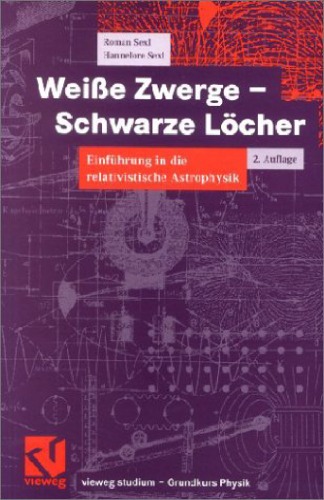 Roman Sexl
Hannelore Sexl
Weiße Zwerge –
Schwarze Löcher
Einführung in die
relativistische Astrophysik
2. Auflage
vieweg
vieweg studium – Grundkurs Physik